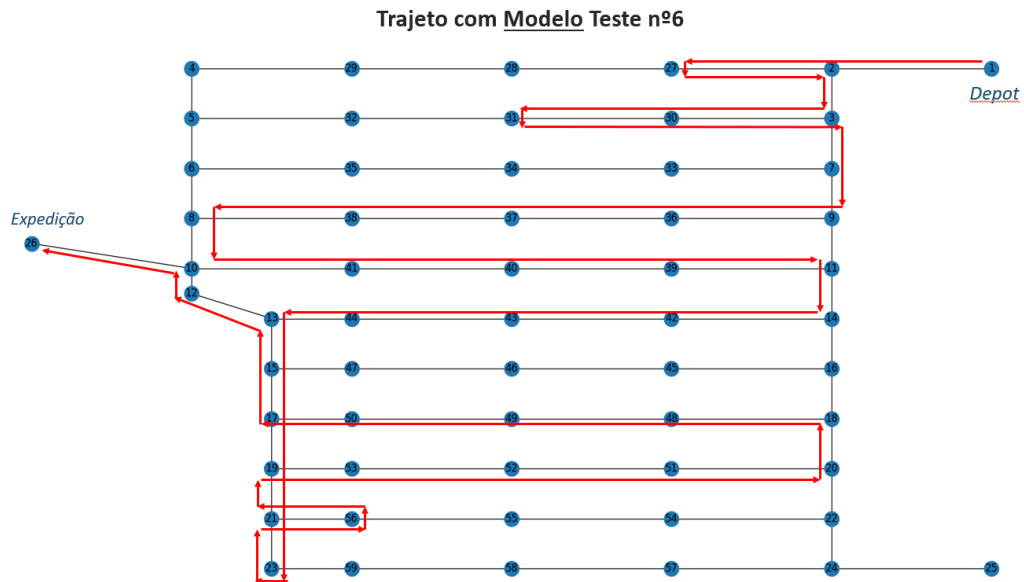 Trajeto com Modelo Teste nº6
4 29 28 27 2 1
Depot
5 32 31 30 3
6 35 34 33 7
Expedição
8 38 37 36 9
26
10 41 40 39 11
12
13 44 43 42 14
15 47 46 45 16
17 50 49 48 18
19 53 52 51 20
21 56 55 54 22
23 59 58 57 24 25